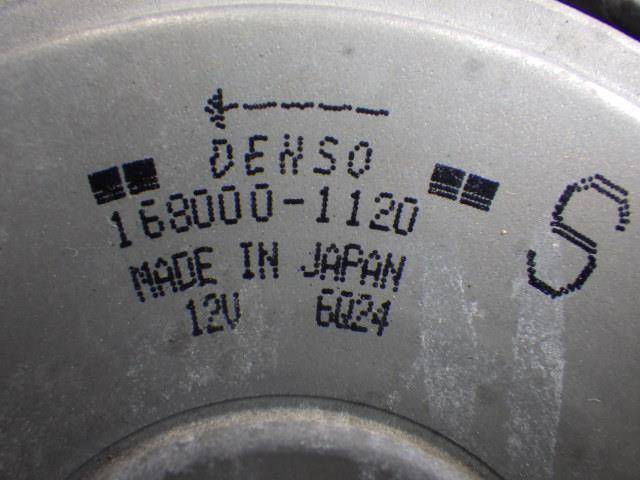 DENSO
168000-1120
MADE IN JAPAN
12V 6Q24
S